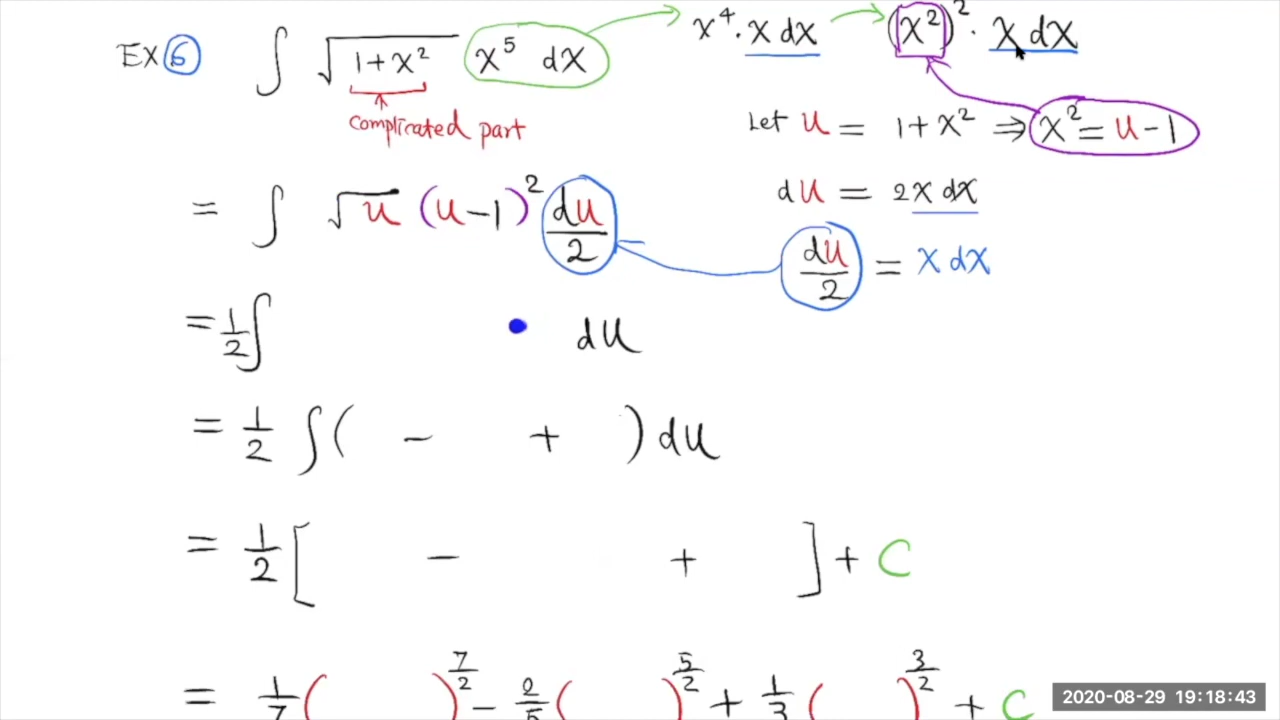 EX 6 ∫ √(1+x²) x⁵ dx → x⁴ · x dx → (x²)² · x dx
complicated part
Let u = 1 + x² ⇒ x² = u - 1
du = 2x dx
= ∫ √u (u-1)² du/2
du/2 = x dx
= 1/2 ∫ du
= 1/2 ∫ ( - + ) du
= 1/2 [ - + ] + C
= 1/7 ( )^(7/2) - 2/5 ( )^(5/2) + 1/3 ( )^(3/2) + C
2020-08-29 19:18:43